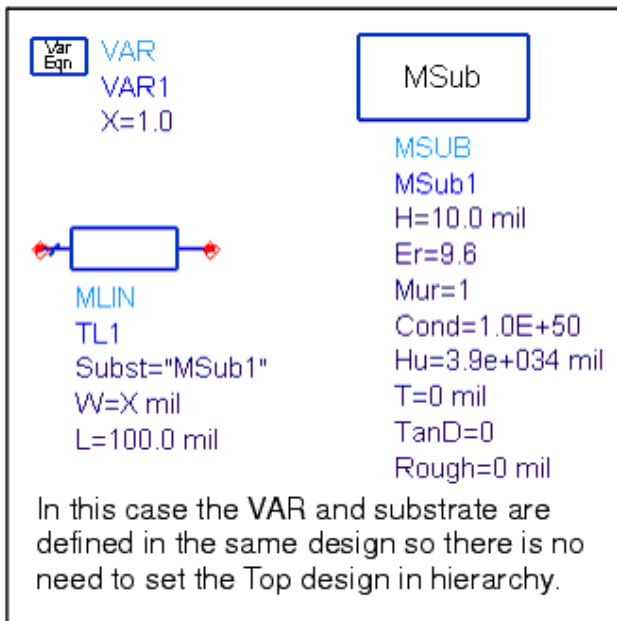 Var
Eqn
VAR
VAR1
X=1.0
MSub
MSUB
MSub1
H=10.0 mil
Er=9.6
Mur=1
Cond=1.0E+50
Hu=3.9e+034 mil
T=0 mil
TanD=0
Rough=0 mil
MLIN
TL1
Subst="MSub1"
W=X mil
L=100.0 mil
In this case the VAR and substrate are
defined in the same design so there is no
need to set the Top design in hierarchy.